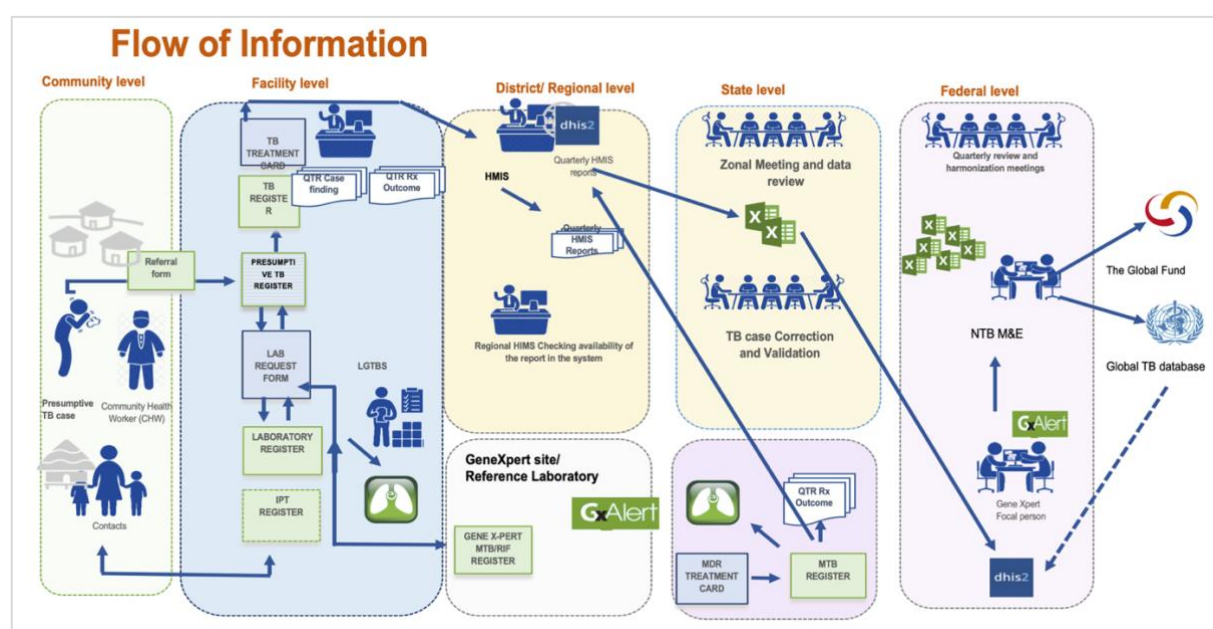 Flow of Information
Community level
Facility level
District/ Regional level
State level
Federal level
Referral
form
Presumptive
TB case
Community Health
Worker (CHW)
Contacts
TB
TREATMENT
CARD
TB
REGISTE
R
QTR Case
finding
QTR Rx
Outcome
PRESUMPTI
VE TB
REGISTER
LAB
REQUEST
FORM
LGTBS
LABORATORY
REGISTER
IPT
REGISTER
dhis2
Quarterly HMIS
reports
HMIS
Quarterly
HMIS
Reports
Regional HIMS Checking availability of
the report in the system
GeneXpert site/
Reference Laboratory
GxAlert
GENE X-PERT
MTB/RIF
REGISTER
Zonal Meeting and data
review
X
X
TB case Correction
and Validation
QTR Rx
Outcome
MDR
TREATMENT
CARD
MTB
REGISTER
Quarterly review and
harmonization meetings
X
X
X
X
X
X
NTB M&E
GxAlert
Gene Xpert
Focal person
dhis2
The Global Fund
Global TB database